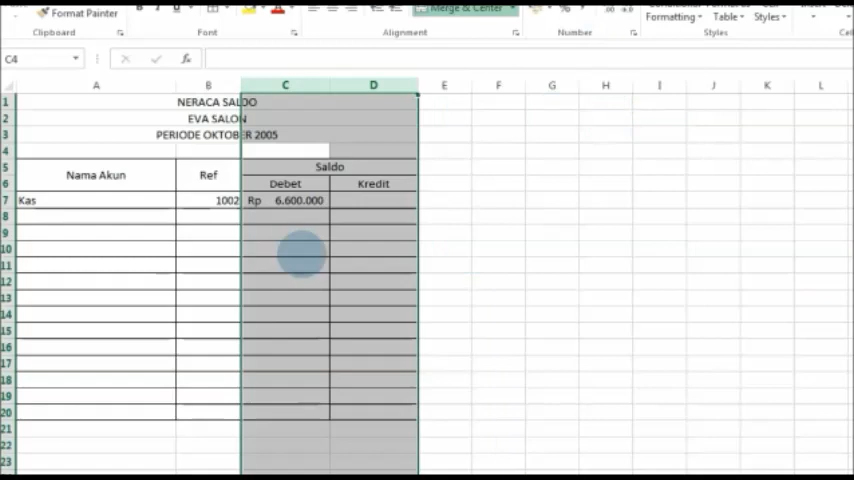 B I U A
Format Painter
Merge & Center
%
Formatting Table Styles
Clipboard Font Alignment Number Styles
C4 fx
A B C D E F G H I J K L
1 NERACA SALDO
2 EVA SALON
3 PERIODE OKTOBER 2005
4
5 Nama Akun Ref Saldo
6 Debet Kredit
7 Kas 1002 Rp 6.600.000
8
9
10
11
12
13
14
15
16
17
18
19
20
21
22
23